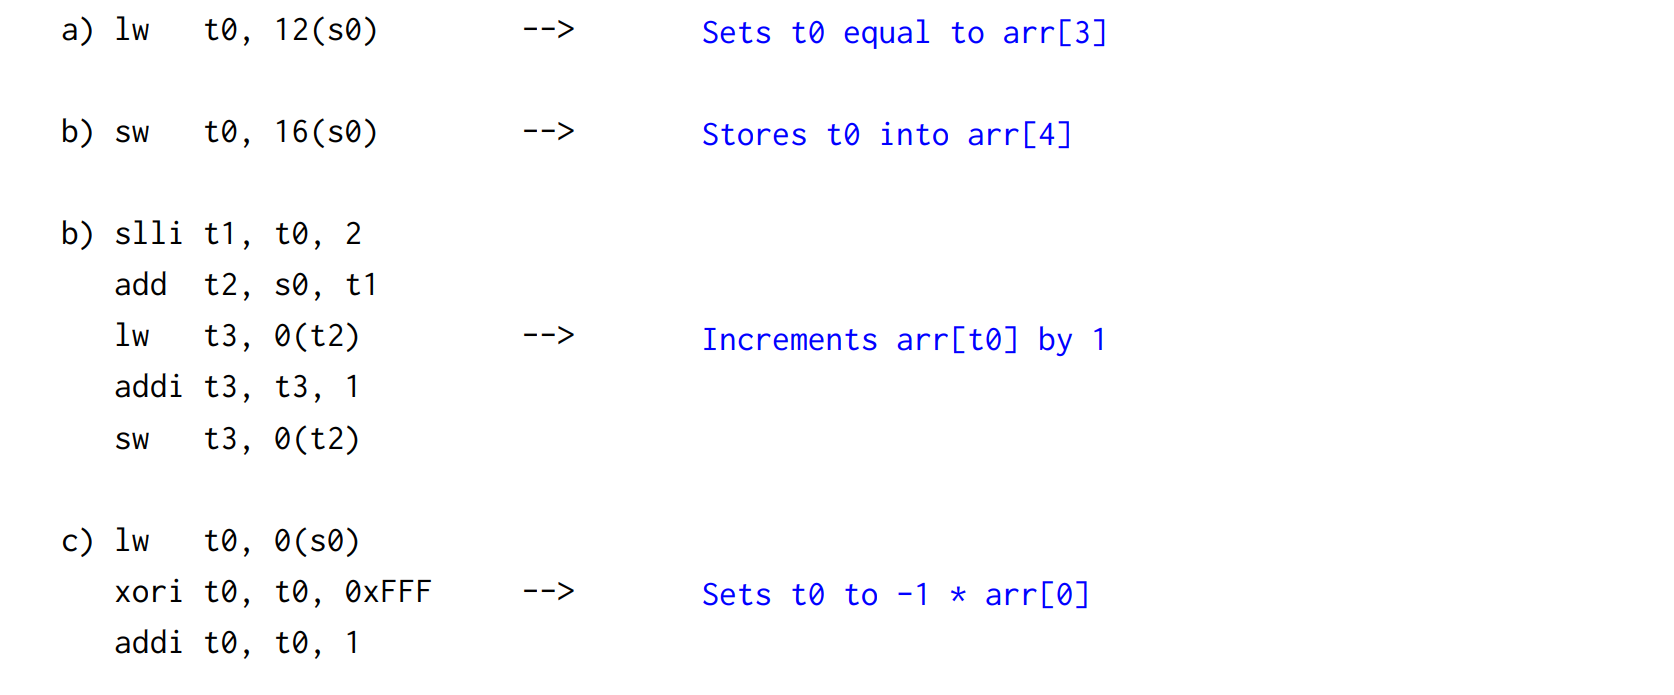 a) lw t0, 12(s0) --> Sets t0 equal to arr[3]
b) sw t0, 16(s0) --> Stores t0 into arr[4]
b) slli t1, t0, 2
add t2, s0, t1
lw t3, 0(t2) --> Increments arr[t0] by 1
addi t3, t3, 1
sw t3, 0(t2)
c) lw t0, 0(s0)
xori t0, t0, 0xFFF --> Sets t0 to -1 * arr[0]
addi t0, t0, 1